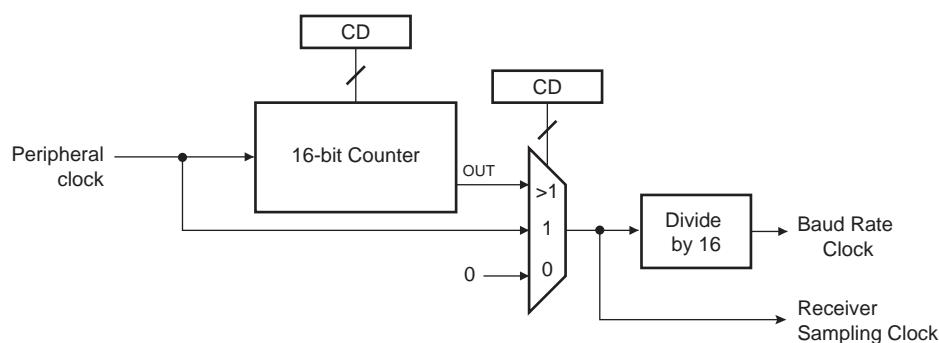 CD
CD
Peripheral
clock
16-bit Counter
OUT
>1
1
0
0
Divide
by 16
Baud Rate
Clock
Receiver
Sampling Clock